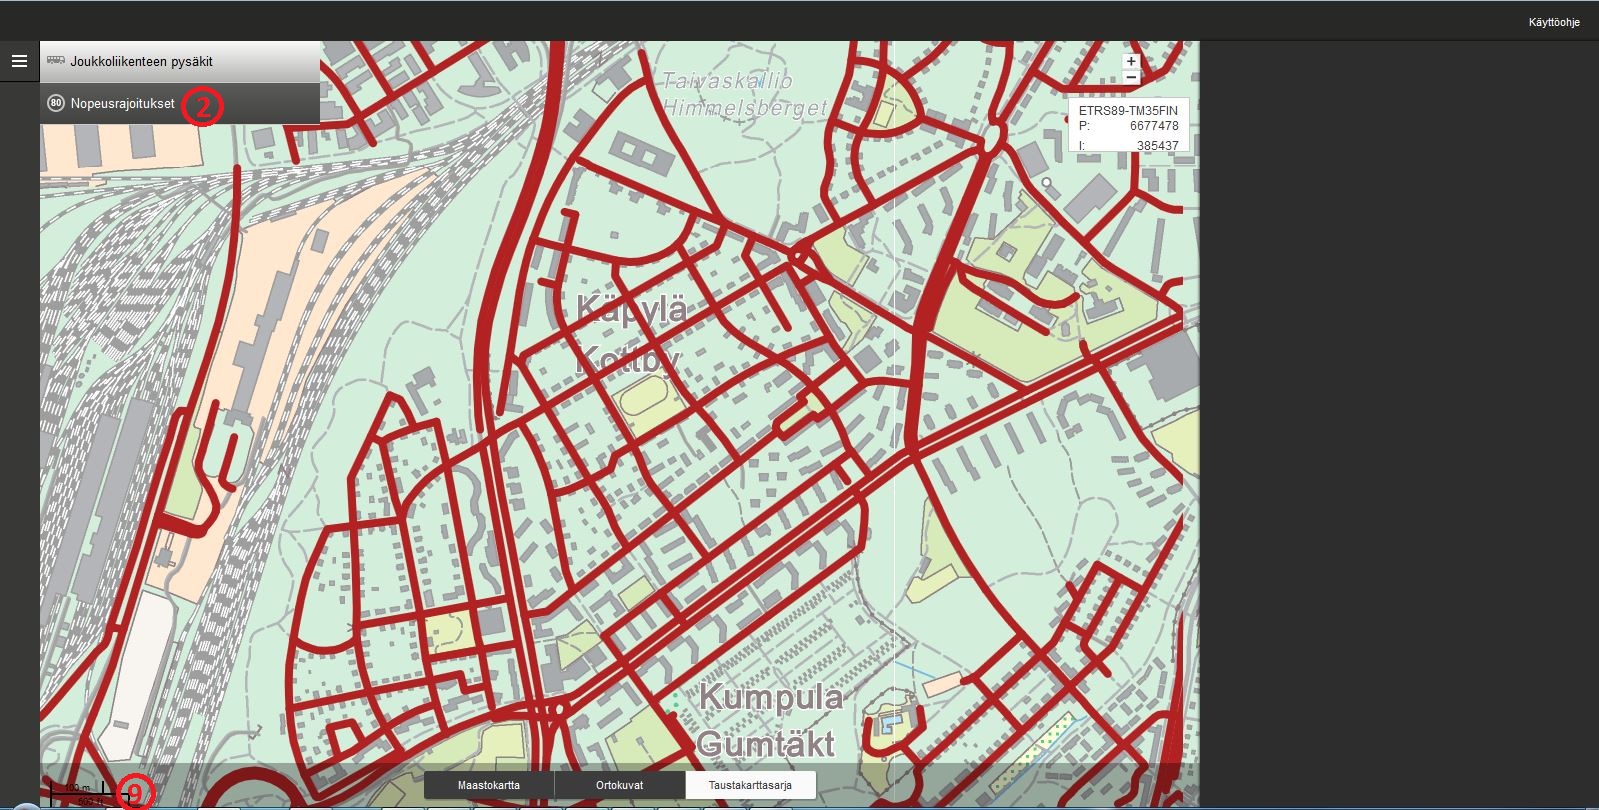 Käyttöohje
Joukkoliikenteen pysäkit
80 Nopeusrajoitukset 2
Taivaskallio
Himmelsberget
+
−
ETRS89-TM35FIN
P: 6677478
I: 385437
Käpylä
Kottby
Kumpula
Gumtäkt
100 m
500 ft
9
Maastokartta
Ortokuvat
Taustakarttasarja